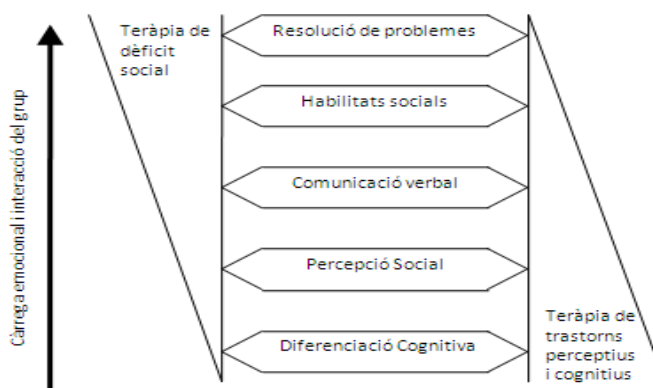 Teràpia de
dèficit
social
Resolució de problemes
Habilitats socials
Comunicació verbal
Percepció Social
Diferenciació Cognitiva
Càrrega emocional i interacció del grup
Teràpia de
trastorns
perceptius
i cognitius